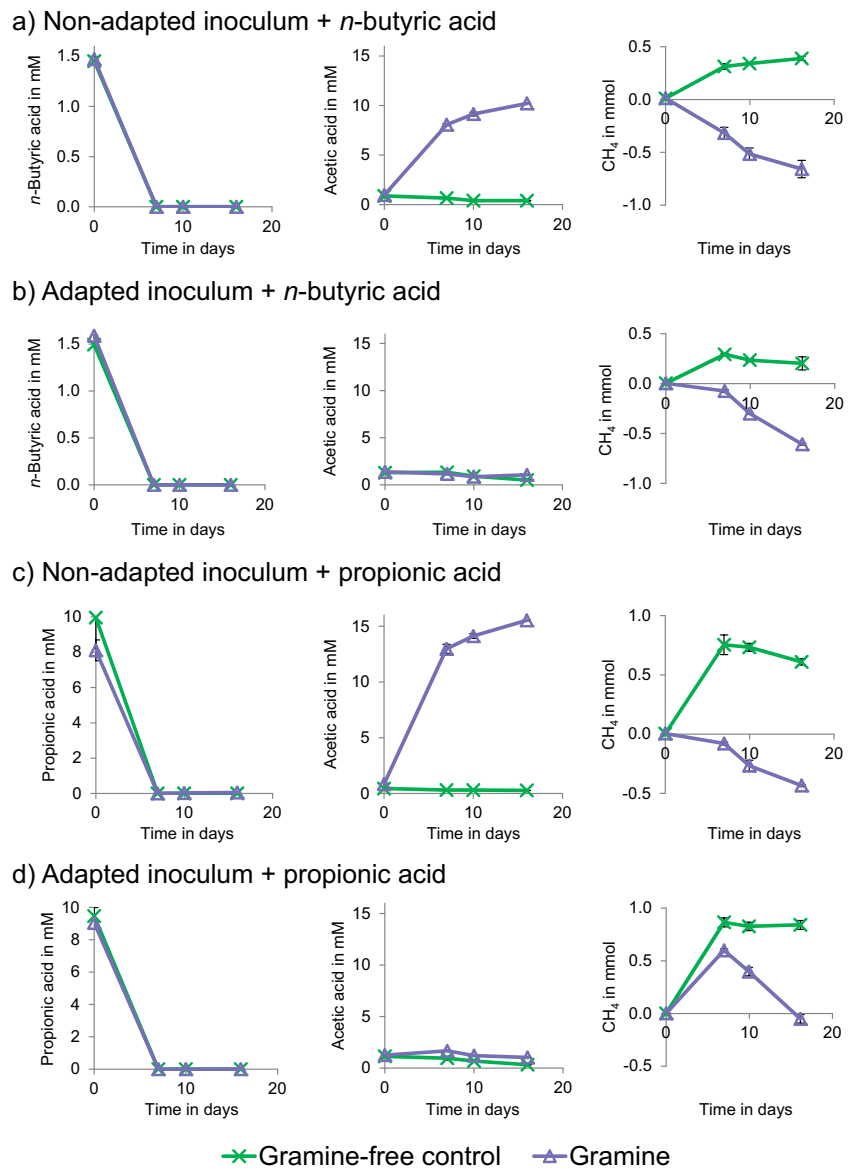 a) Non-adapted inoculum + n-butyric acid
n-Butyric acid in mM
1.5
1.0
0.5
0.0
0
10
20
Time in days
Acetic acid in mM
15
10
5
0
0
10
20
Time in days
CH4 in mmol
0.5
0.0
-0.5
-1.0
0
10
20
Time in days
b) Adapted inoculum + n-butyric acid
n-Butyric acid in mM
1.5
1.0
0.5
0.0
0
10
20
Time in days
Acetic acid in mM
15
10
5
0
0
10
20
Time in days
CH4 in mmol
0.5
0.0
-0.5
-1.0
0
10
20
Time in days
c) Non-adapted inoculum + propionic acid
Propionic acid in mM
10
8
6
4
2
0
0
10
20
Time in days
Acetic acid in mM
15
10
5
0
0
10
20
Time in days
CH4 in mmol
1.0
0.5
0.0
-0.5
0
10
20
Time in days
d) Adapted inoculum + propionic acid
Propionic acid in mM
10
8
6
4
2
0
0
10
20
Time in days
Acetic acid in mM
15
10
5
0
0
10
20
Time in days
CH4 in mmol
1.0
0.5
0.0
-0.5
0
10
20
Time in days
Gramine-free control
Gramine